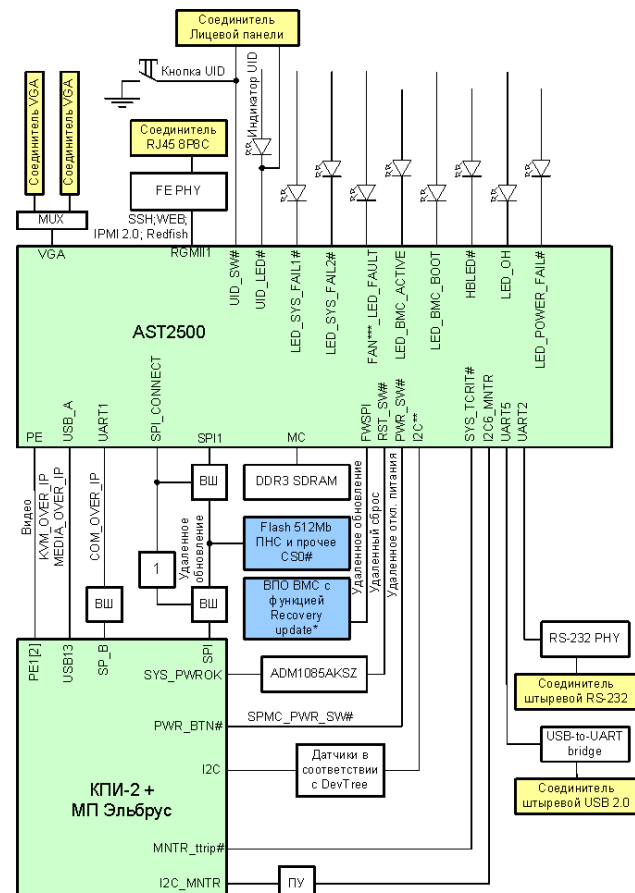 Соединитель
Лицевой панели
Кнопка UID
Индикатор UID
Соединитель VGA
Соединитель VGA
Соединитель
RJ45 8P8C
FE PHY
MUX
SSH;WEB;
IPMI 2.0; Redfish
VGA
RGMII1
UID_SW#
UID_LED#
LED_SYS_FAIL1#
LED_SYS_FAIL2#
FAN***_LED_FAULT
LED_BMC_ACTIVE
LED_BMC_BOOT
HBLED#
LED_OH
LED_POWER_FAIL#
AST2500
PE
USB_A
UART1
SPI_CONNECT
SPI1
MC
FWSPI
RST_SW#
PWR_SW#
I2C**
SYS_TCRIT#
I2C6_MNTR
UART5
UART2
Видео
KVM_OVER_IP
MEDIA_OVER_IP
COM_OVER_IP
Удаленное
обновление
ВШ
DDR3 SDRAM
Flash 512Mb
ПНС и прочее
CS0#
1
ВШ
ВШ
ВПО ВМС с
функцией
Recovery
update*
Удаленное обновление
Удаленный сброс
Удаленное откл. питания
RS-232 PHY
Соединитель
штыревой RS-232
USB-to-UART
bridge
Соединитель
штыревой USB 2.0
PE1[2]
USB13
SP_B
SPI
SYS_PWROK
ADM1085AKSZ
PWR_BTN#
SPMC_PWR_SW#
I2C
Датчики в
соответствии
с DevTree
КПИ-2 +
МП Эльбрус
MNTR_ttrip#
I2C_MNTR
ПУ